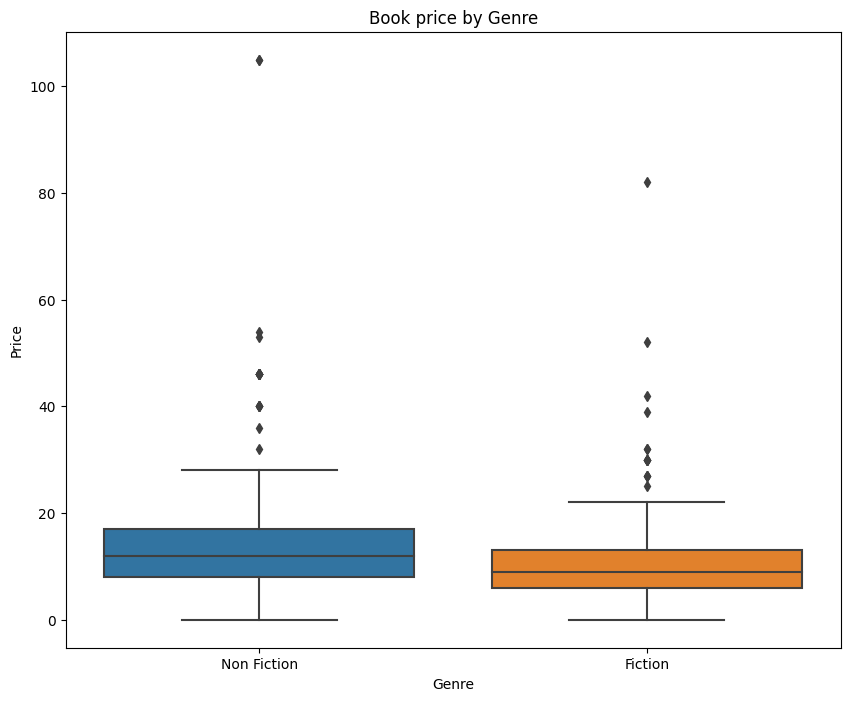 Book price by Genre
Price
100
80
60
40
20
0
Non Fiction
Fiction
Genre